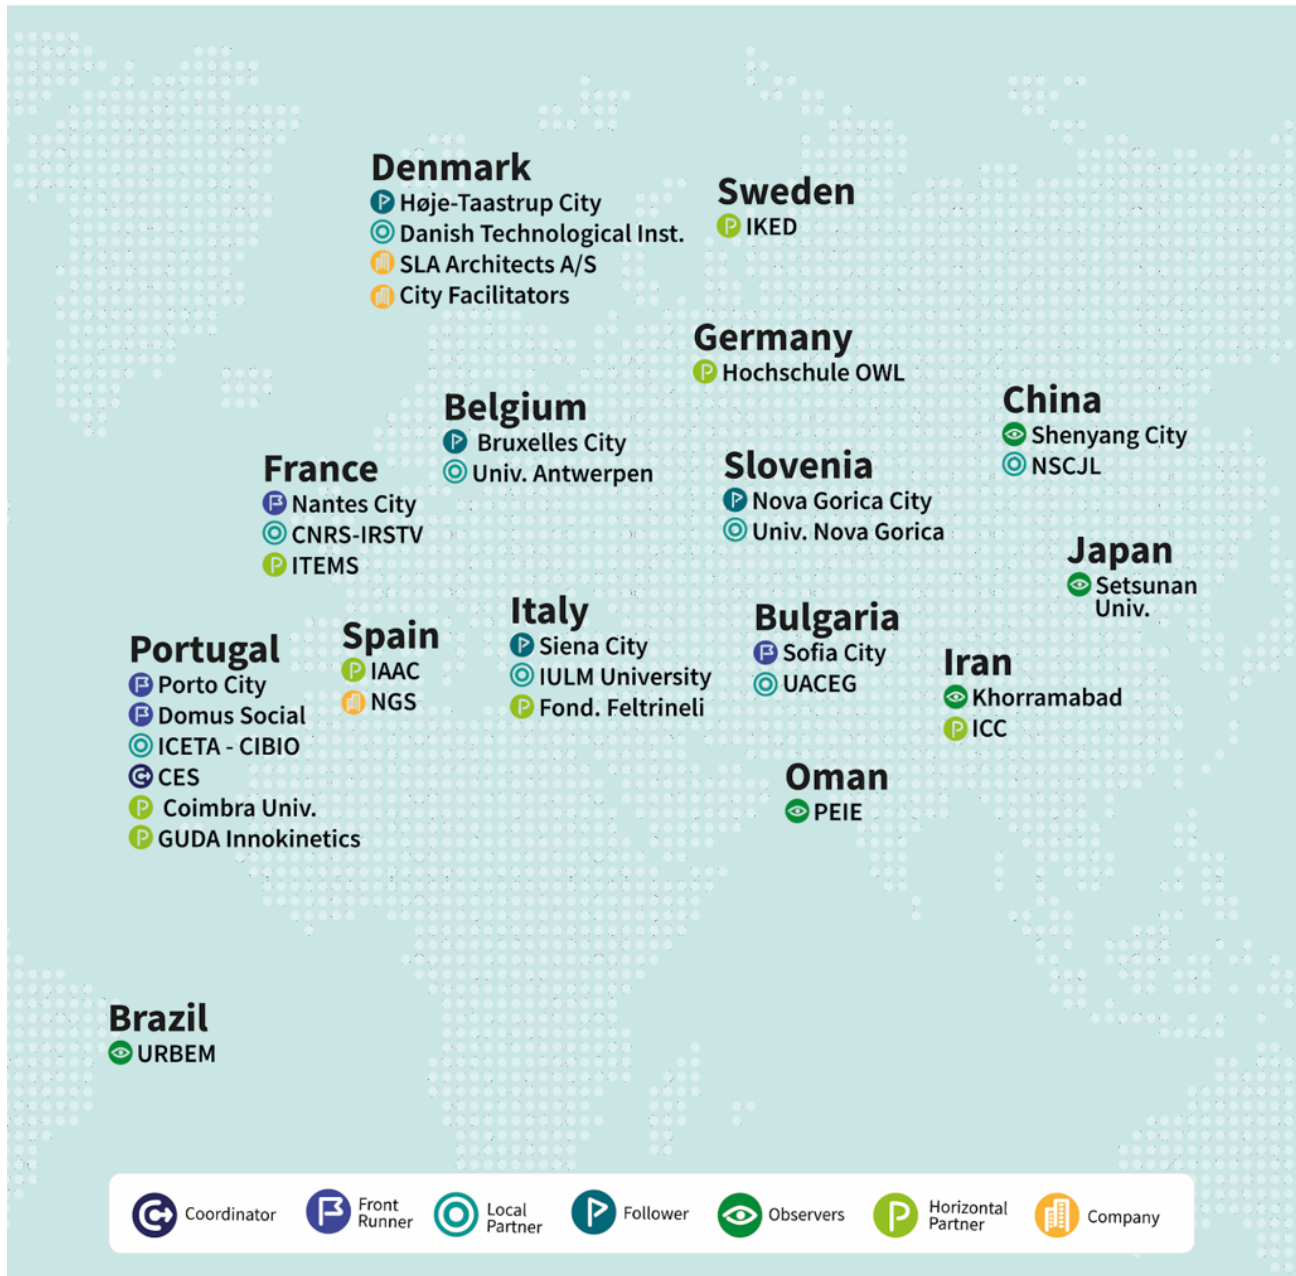 Denmark
Høje-Taastrup City
Danish Technological Inst.
SLA Architects A/S
City Facilitators
Sweden
IKED
Germany
Hochschule OWL
Belgium
Bruxelles City
Univ. Antwerpen
China
Shenyang City
NSCJL
France
Nantes City
CNRS-IRSTV
ITEMS
Slovenia
Nova Gorica City
Univ. Nova Gorica
Japan
Setsunan
Univ.
Italy
Siena City
IULM University
Fond. Feltrineli
Bulgaria
Sofia City
UACEG
Spain
IAAC
NGS
Portugal
Porto City
Domus Social
ICETA - CIBIO
CES
Coimbra Univ.
GUDA Innokinetics
Iran
Khorramabad
ICC
Oman
PEIE
Brazil
URBEM
Coordinator
Front
Runner
Local
Partner
Follower
Observers
Horizontal
Partner
Company